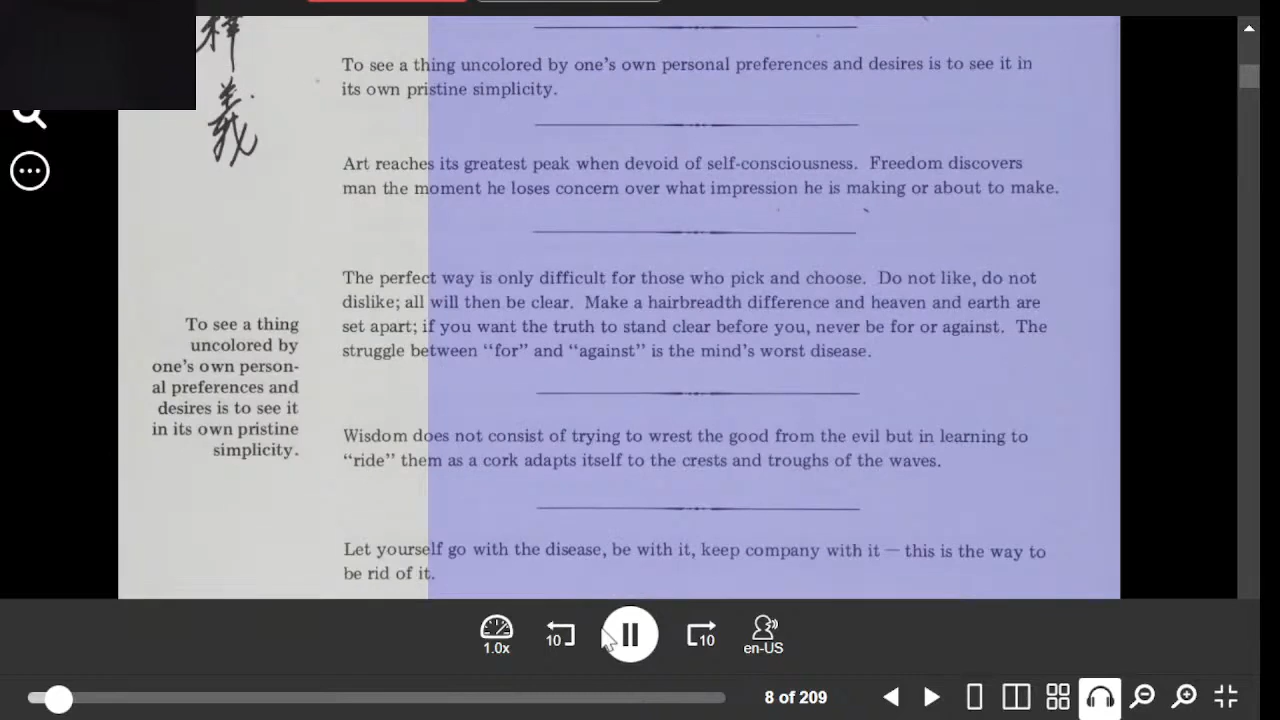 釋
義
To see a thing uncolored by one's own personal preferences and desires is to see it in
its own pristine simplicity.
Art reaches its greatest peak when devoid of self-consciousness. Freedom discovers
man the moment he loses concern over what impression he is making or about to make.
The perfect way is only difficult for those who pick and choose. Do not like, do not
dislike; all will then be clear. Make a hairbreadth difference and heaven and earth are
set apart; if you want the truth to stand clear before you, never be for or against. The
struggle between “for” and “against” is the mind's worst disease.
To see a thing
uncolored by
one's own person-
al preferences and
desires is to see it
in its own pristine
simplicity.
Wisdom does not consist of trying to wrest the good from the evil but in learning to
“ride” them as a cork adapts itself to the crests and troughs of the waves.
Let yourself go with the disease, be with it, keep company with it — this is the way to
be rid of it.
1.0x
10
10
en-US
8 of 209